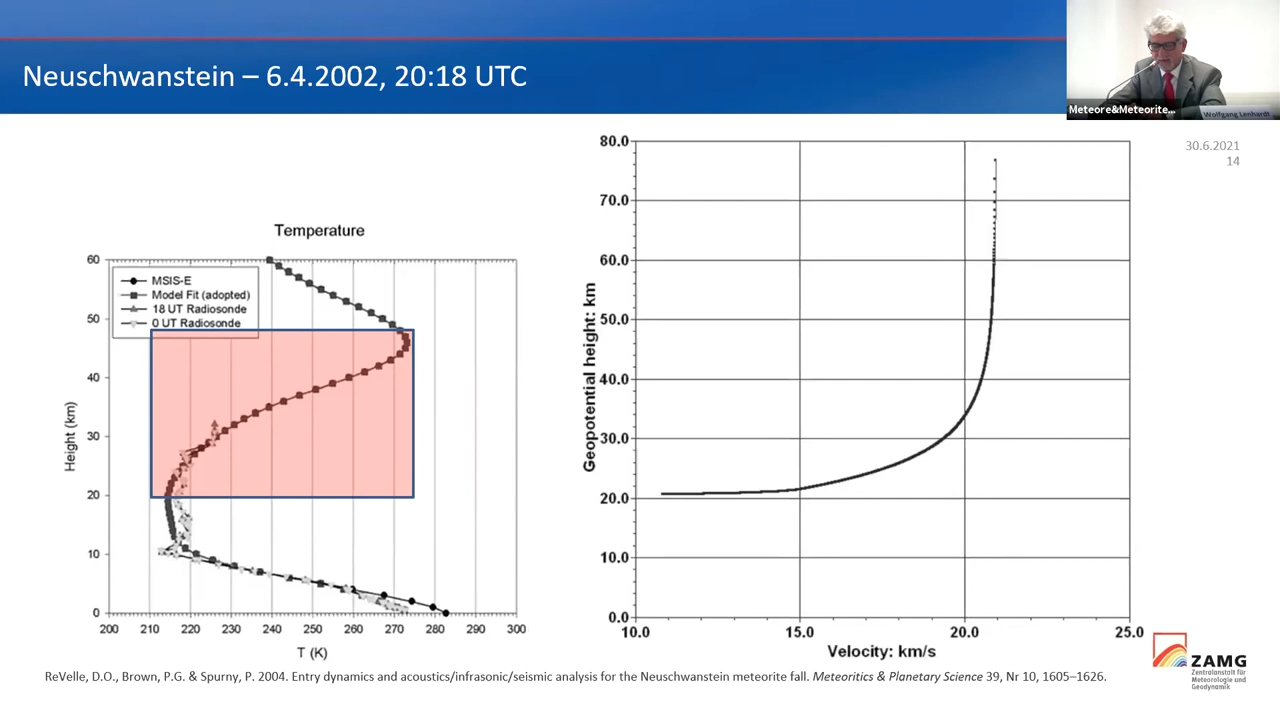 Neuschwanstein – 6.4.2002, 20:18 UTC
Meteore&Meteorite...
Wolfgang Lenhardt
30.6.2021
14
Temperature
MSIS-E
Model Fit (adopted)
18 UT Radiosonde
0 UT Radiosonde
60
50
40
30
20
10
0
Height (km)
200 210 220 230 240 250 260 270 280 290 300
T (K)
80.0
70.0
60.0
50.0
40.0
30.0
20.0
10.0
0.0
Geopotential height: km
10.0 15.0 20.0 25.0
Velocity: km/s
ReVelle, D.O., Brown, P.G. & Spurny, P. 2004. Entry dynamics and acoustics/infrasonic/seismic analysis for the Neuschwanstein meteorite fall. Meteoritics & Planetary Science 39, Nr 10, 1605–1626.
ZAMG
Zentralanstalt für
Meteorologie und
Geodynamik